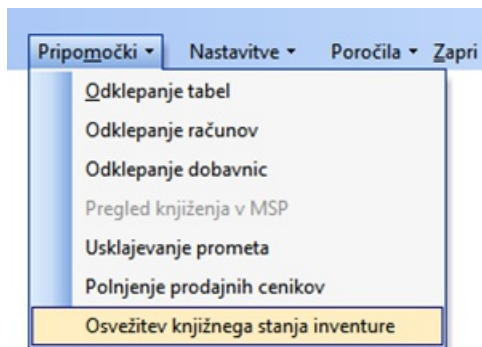 Pripomočki Nastavitve Poročila Zapri
Odklepanje tabel
Odklepanje računov
Odklepanje dobavnic
Pregled knjiženja v MSP
Usklajevanje prometa
Polnjenje prodajnih cenikov
Osvežitev knjižnega stanja inventure